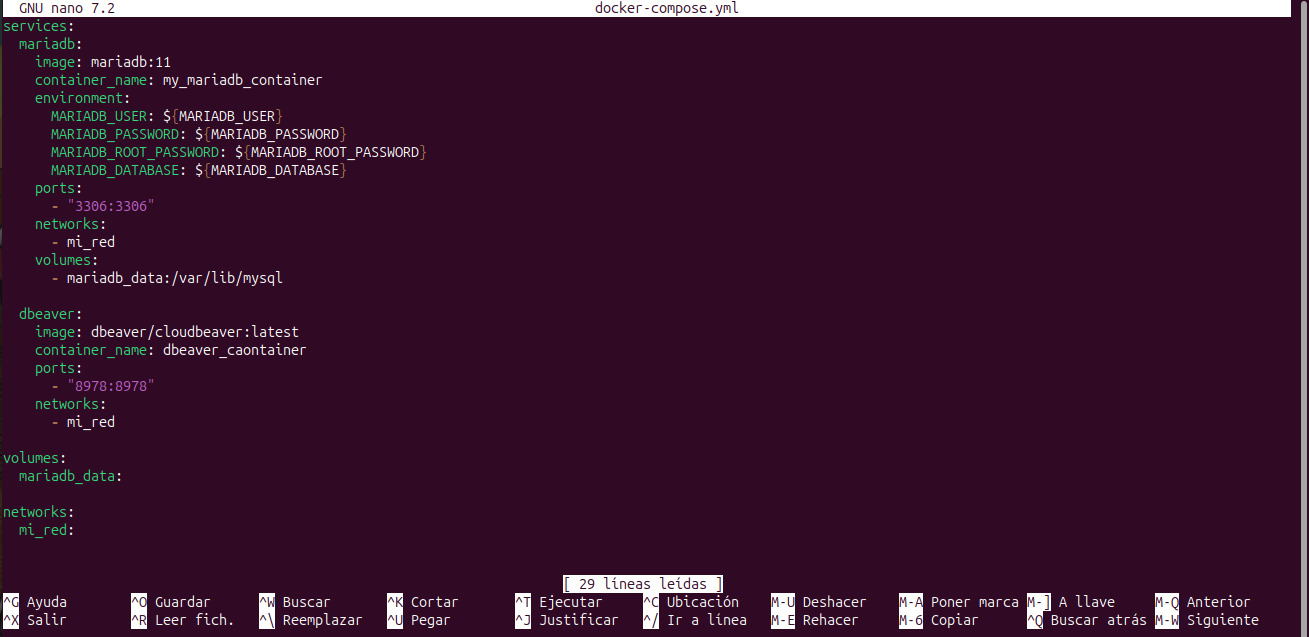 GNU nano 7.2 docker-compose.yml
services:
  mariadb:
    image: mariadb:11
    container_name: my_mariadb_container
    environment:
      MARIADB_USER: ${MARIADB_USER}
      MARIADB_PASSWORD: ${MARIADB_PASSWORD}
      MARIADB_ROOT_PASSWORD: ${MARIADB_ROOT_PASSWORD}
      MARIADB_DATABASE: ${MARIADB_DATABASE}
    ports:
      - "3306:3306"
    networks:
      - mi_red
    volumes:
      - mariadb_data:/var/lib/mysql

  dbeaver:
    image: dbeaver/cloudbeaver:latest
    container_name: dbeaver_caontainer
    ports:
      - "8978:8978"
    networks:
      - mi_red

volumes:
  mariadb_data:

networks:
  mi_red:

[ 29 líneas leídas ]
^G Ayuda ^O Guardar ^W Buscar ^K Cortar ^T Ejecutar ^C Ubicación M-U Deshacer M-A Poner marca M-] A llave M-Q Anterior
^X Salir ^R Leer fich. ^\ Reemplazar ^U Pegar ^J Justificar ^/ Ir a línea M-E Rehacer M-6 Copiar ^Q Buscar atrás M-W Siguiente